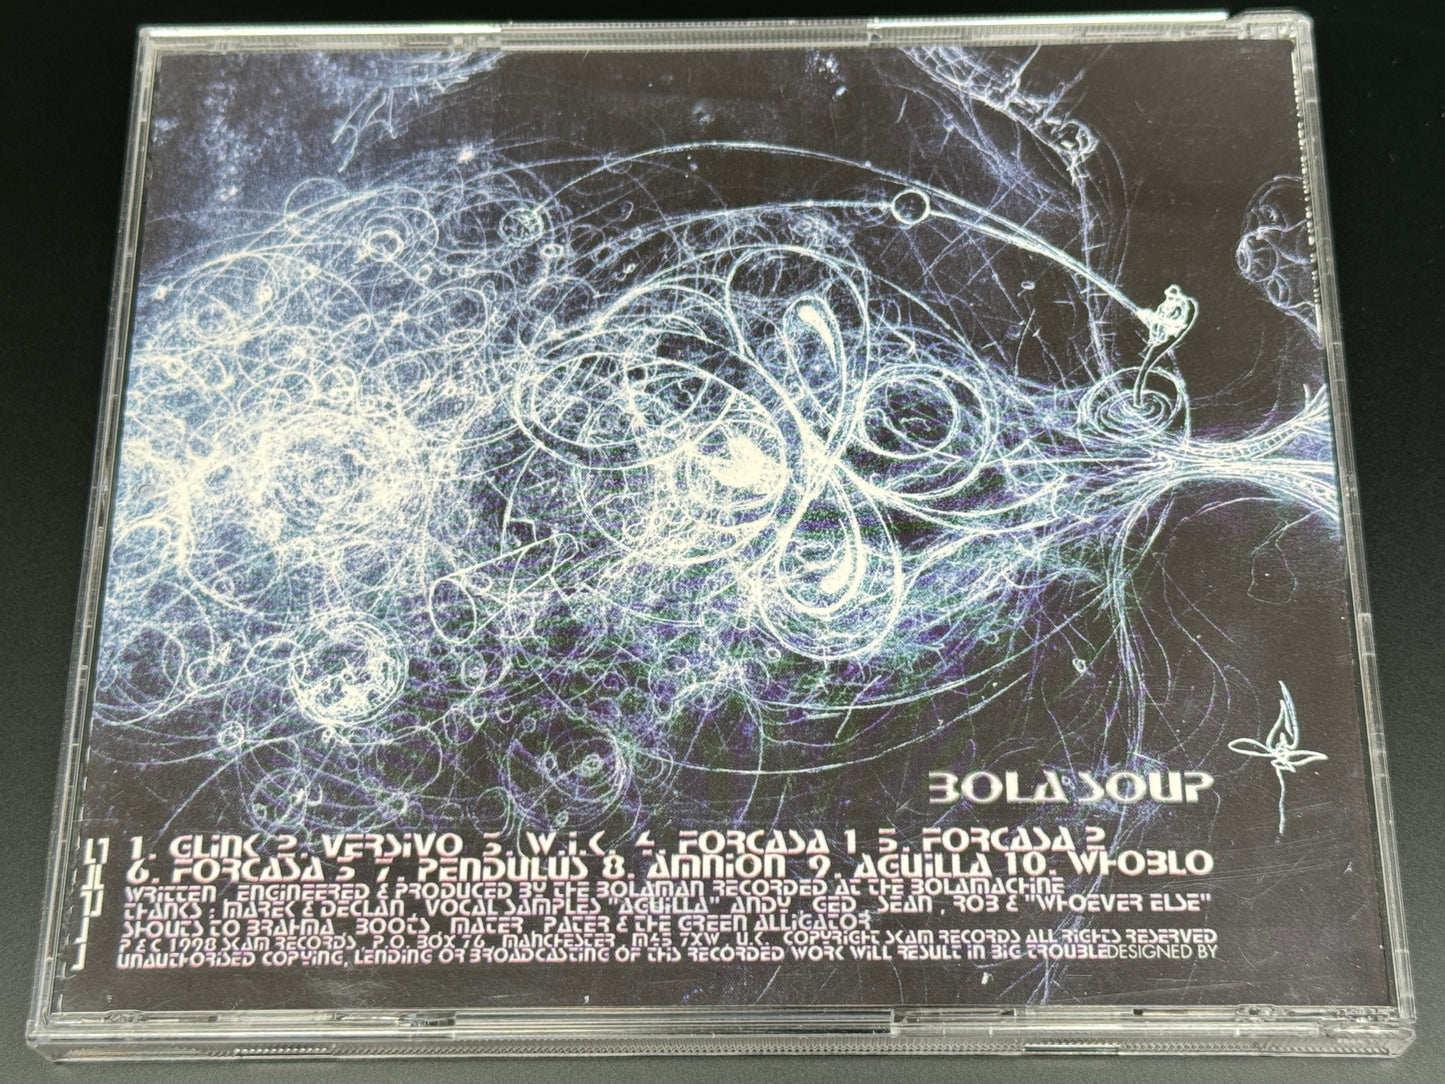 BOLA SOUP
1. GLINK 2. VERSIVO 3. W.I.K. 4. FORCASA 1 5. FORCASA 2
6. FORCASA 3 7. PENDULUS 8. AMNION 9. AGUILLA 10. WHOBLO
WRITTEN, ENGINEERED & PRODUCED BY THE BOLAMAN RECORDED AT THE BOLAMACHINE
THANKS : MAREK & DECLAN, VOCAL SAMPLES "AGUILLA" ANDY, GED, SEAN, ROB & "WHOEVER ELSE"
SHOUTS TO BRAHMA, BOOTS, MATER, PATER & THE GREEN ALLIGATOR
P & C 1998 SKAM RECORDS, P.O. BOX 76, MANCHESTER, M45 7XW, U.K. COPYRIGHT SKAM RECORDS ALL RIGHTS RESERVED
UNAUTHORISED COPYING, LENDING OR BROADCASTING OF THIS RECORDED WORK WILL RESULT IN BIG TROUBLE DESIGNED BY